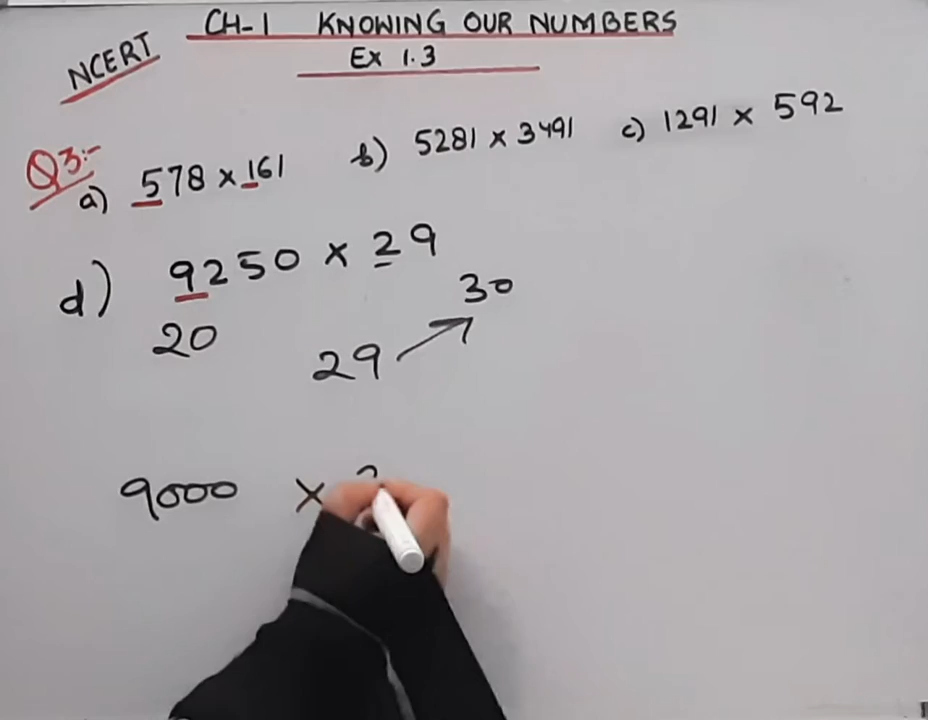 CH-1 KNOWING OUR NUMBERS
NCERT
Ex 1.3
Q3:-
a) 578 × 161 b) 5281 × 3491 c) 1291 × 592
d) 9250 × 29
20 29 30
9000 ×